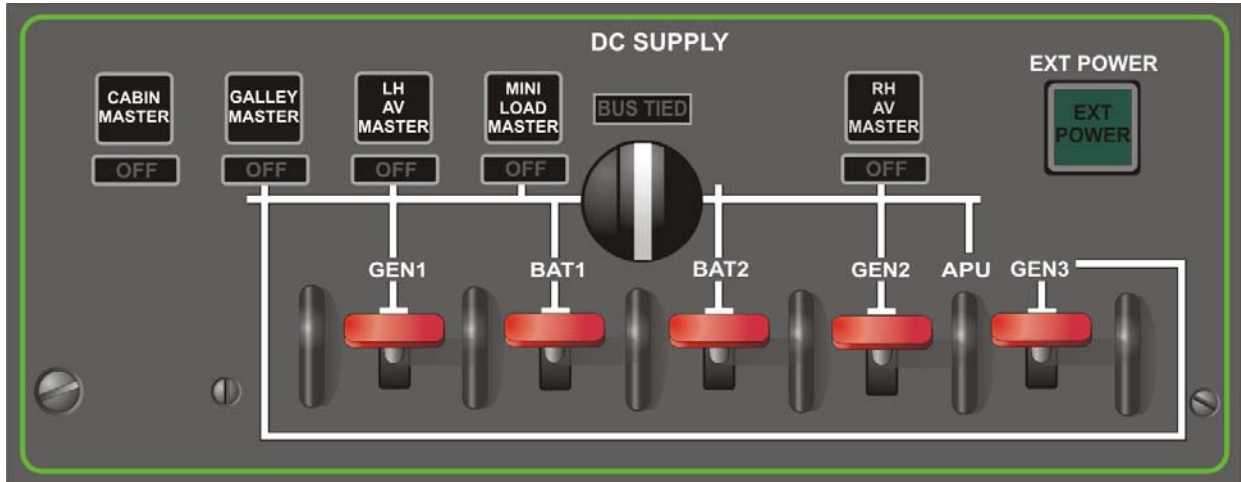 DC SUPPLY
EXT POWER
CABIN
MASTER
GALLEY
MASTER
LH
AV
MASTER
MINI
LOAD
MASTER
BUS TIED
RH
AV
MASTER
EXT
POWER
OFF
OFF
OFF
OFF
OFF
GEN1
BAT1
BAT2
GEN2
APU
GEN3